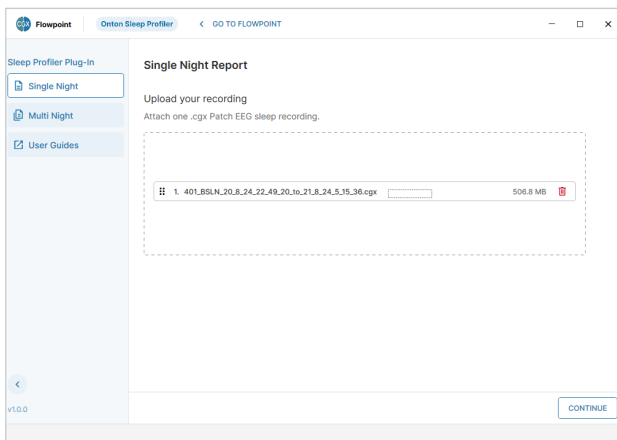 CGX Flowpoint Onton Sleep Profiler < GO TO FLOWPOINT
Sleep Profiler Plug-In
Single Night
Multi Night
User Guides
v1.0.0
Single Night Report
Upload your recording
Attach one .cgx Patch EEG sleep recording.
1. 401_BSLN_20_8_24_22_49_20_to_21_8_24_5_15_36.cgx 506.8 MB
CONTINUE